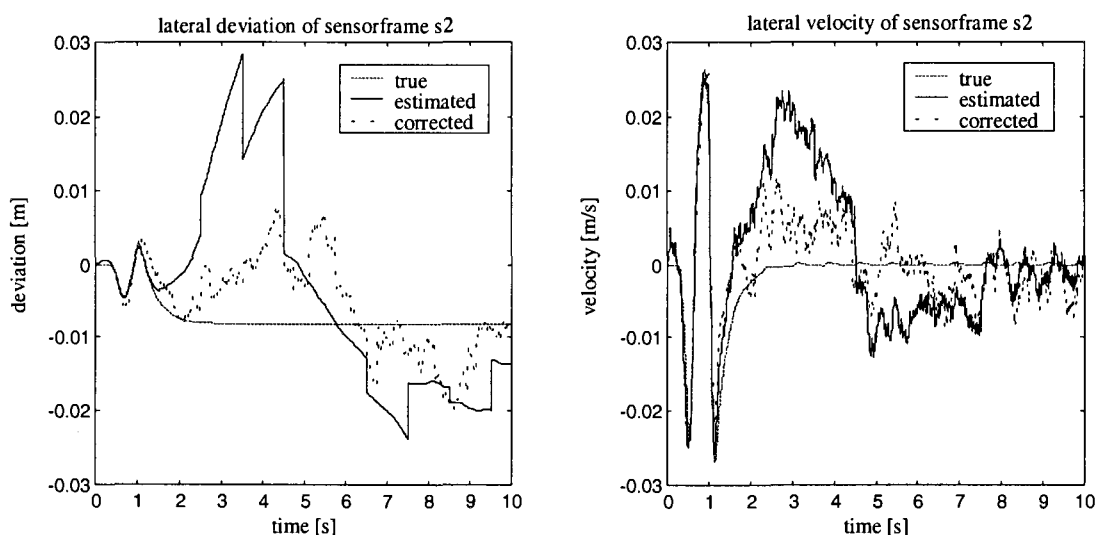 lateral deviation of sensorframe s2
0.03
0.02
0.01
0
-0.01
-0.02
-0.03
deviation [m]
true
estimated
corrected
0 1 2 3 4 5 6 7 8 9 10
time [s]
lateral velocity of sensorframe s2
0.03
0.02
0.01
0
-0.01
-0.02
-0.03
velocity [m/s]
true
estimated
corrected
0 1 2 3 4 5 6 7 8 9 10
time [s]